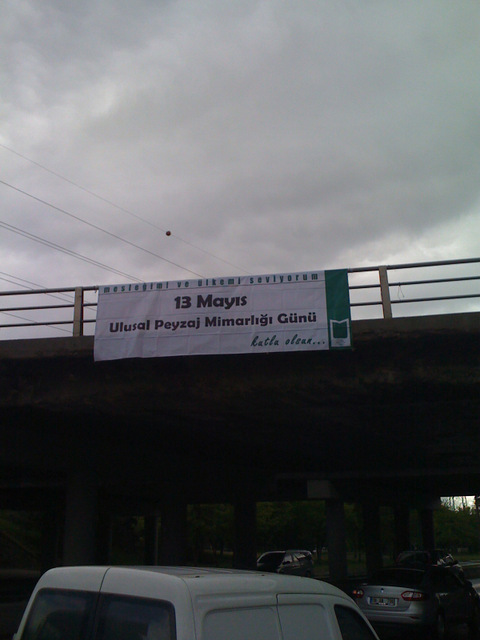 mesleğimi ve ülkemi seviyorum
13 Mayıs
Ulusal Peyzaj Mimarlığı Günü
kutlu olsun...